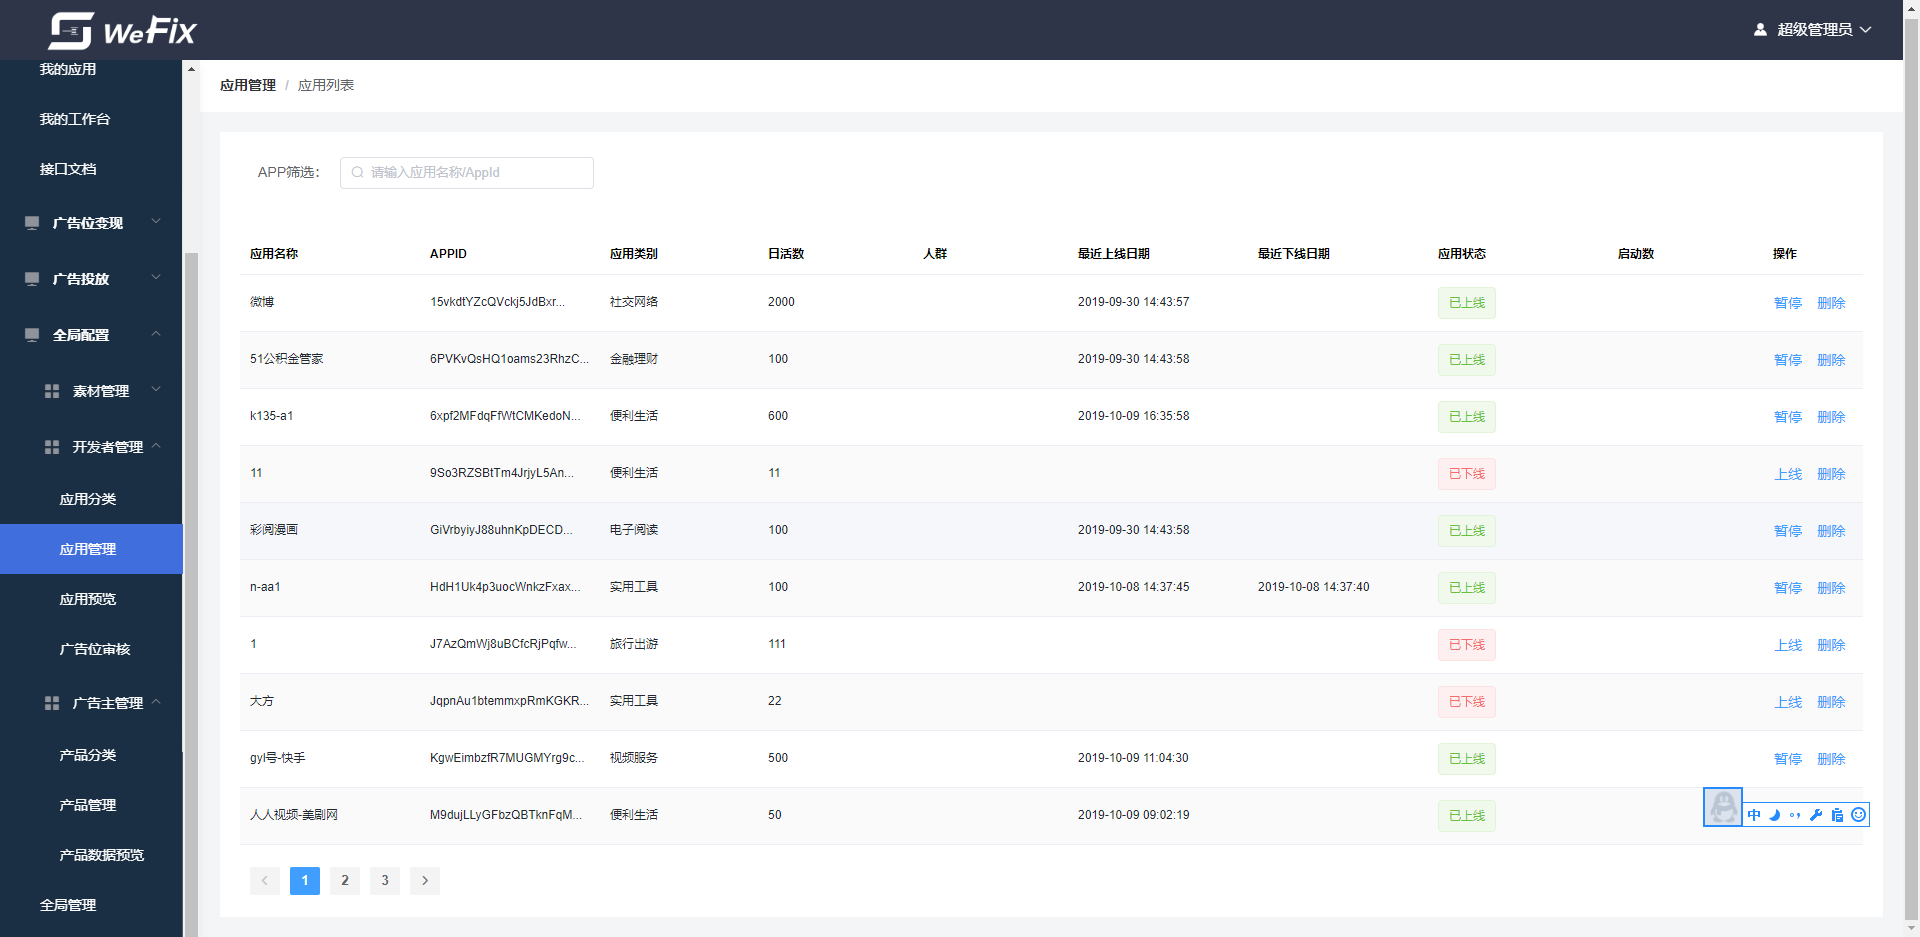 WeFix
超级管理员
我的应用
我的工作台
接口文档
广告位变现
广告投放
全局配置
素材管理
开发者管理
应用分类
应用管理
应用预览
广告位审核
广告主管理
产品分类
产品管理
产品数据预览
全局管理
应用管理 / 应用列表
APP筛选: 请输入应用名称/AppId
应用名称 APPID 应用类别 日活数 人群 最近上线日期 最近下线日期 应用状态 启动数 操作
微博 15vkdtYZcQVckj5JdBxr... 社交网络 2000 2019-09-30 14:43:57 已上线 暂停 删除
51公积金管家 6PVKvQsHQ1oams23RhzC... 金融理财 100 2019-09-30 14:43:58 已上线 暂停 删除
k135-a1 6xpf2MFdqFfWtCMKedoN... 便利生活 600 2019-10-09 16:35:58 已上线 暂停 删除
11 9So3RZSBtTm4JrjyL5An... 便利生活 11 已下线 上线 删除
彩阅漫画 GiVrbyiyJ88uhnKpDECD... 电子阅读 100 2019-09-30 14:43:58 已上线 暂停 删除
n-aa1 HdH1Uk4p3uocWnkzFxax... 实用工具 100 2019-10-08 14:37:45 2019-10-08 14:37:40 已上线 暂停 删除
1 J7AzQmWj8uBCfcRjPqfw... 旅行出游 111 已下线 上线 删除
大方 JqpnAu1btemmxpRmKGKR... 实用工具 22 已下线 上线 删除
gyl号-快手 KgwEimbzfR7MUGMYrg9c... 视频服务 500 2019-10-09 11:04:30 已上线 暂停 删除
人人视频-美剧网 M9dujLLyGFbzQBTknFqM... 便利生活 50 2019-10-09 09:02:19 已上线
中
1 2 3